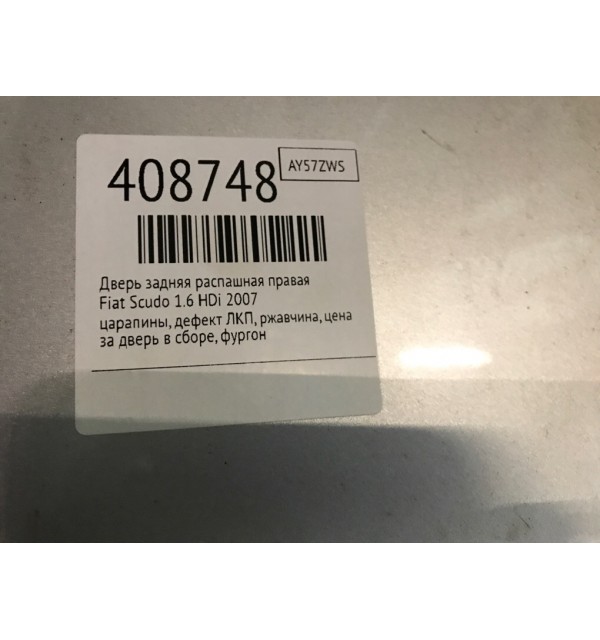 408748
AY57ZWS
Дверь задняя распашная правая
Fiat Scudo 1.6 HDi 2007
царапины, дефект ЛКП, ржавчина, цена
за дверь в сборе, фургон